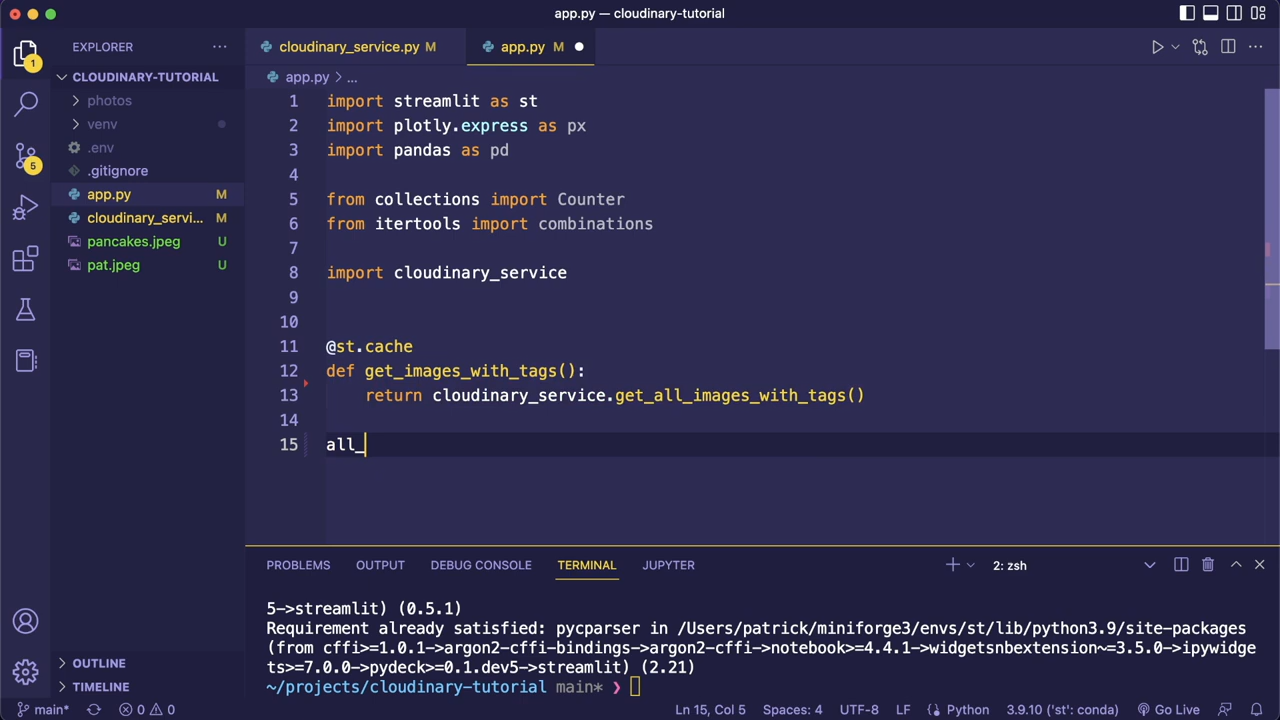 app.py — cloudinary-tutorial
EXPLORER
CLOUDINARY-TUTORIAL
photos
venv
.env
.gitignore
app.py M
cloudinary_servi... M
pancakes.jpeg U
pat.jpeg U
OUTLINE
TIMELINE
1
5
cloudinary_service.py M
app.py M
app.py > ...
1 import streamlit as st
2 import plotly.express as px
3 import pandas as pd
4
5 from collections import Counter
6 from itertools import combinations
7
8 import cloudinary_service
9
10
11 @st.cache
12 def get_images_with_tags():
13 return cloudinary_service.get_all_images_with_tags()
14
15 all_
PROBLEMS OUTPUT DEBUG CONSOLE TERMINAL JUPYTER 2: zsh
5->streamlit) (0.5.1)
Requirement already satisfied: pycparser in /Users/patrick/miniforge3/envs/st/lib/python3.9/site-packages
(from cffi>=1.0.1->argon2-cffi-bindings->argon2-cffi->notebook>=4.4.1->widgetsnbextension~=3.5.0->ipywidge
ts>=7.0.0->pydeck>=0.1.dev5->streamlit) (2.21)
~/projects/cloudinary-tutorial main* ❯
main* 0 0 Ln 15, Col 5 Spaces: 4 UTF-8 LF Python 3.9.10 ('st': conda) Go Live